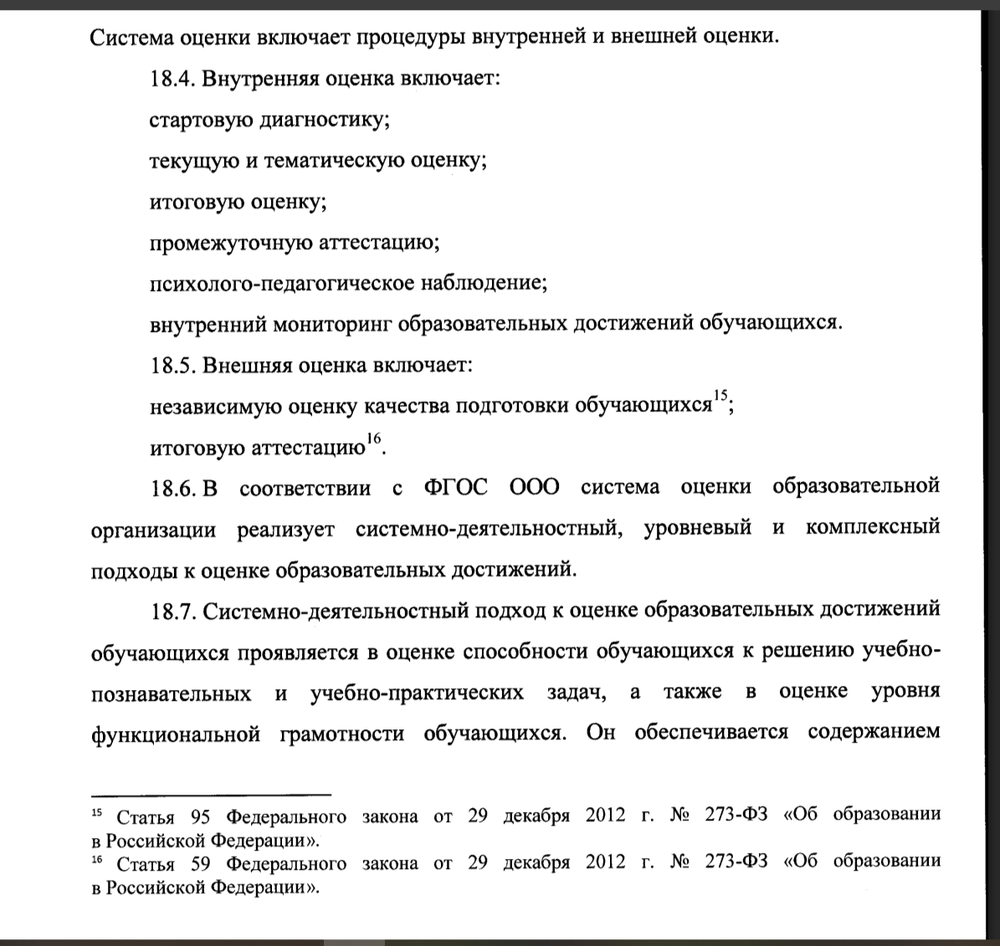 Система оценки включает процедуры внутренней и внешней оценки.
18.4. Внутренняя оценка включает:
стартовую диагностику;
текущую и тематическую оценку;
итоговую оценку;
промежуточную аттестацию;
психолого-педагогическое наблюдение;
внутренний мониторинг образовательных достижений обучающихся.
18.5. Внешняя оценка включает:
независимую оценку качества подготовки обучающихся15;
итоговую аттестацию16.
18.6. В соответствии с ФГОС ООО система оценки образовательной
организации реализует системно-деятельностный, уровневый и комплексный
подходы к оценке образовательных достижений.
18.7. Системно-деятельностный подход к оценке образовательных достижений
обучающихся проявляется в оценке способности обучающихся к решению учебно-
познавательных и учебно-практических задач, а также в оценке уровня
функциональной грамотности обучающихся. Он обеспечивается содержанием
15 Статья 95 Федерального закона от 29 декабря 2012 г. № 273-ФЗ «Об образовании
в Российской Федерации».
16 Статья 59 Федерального закона от 29 декабря 2012 г. № 273-ФЗ «Об образовании
в Российской Федерации».